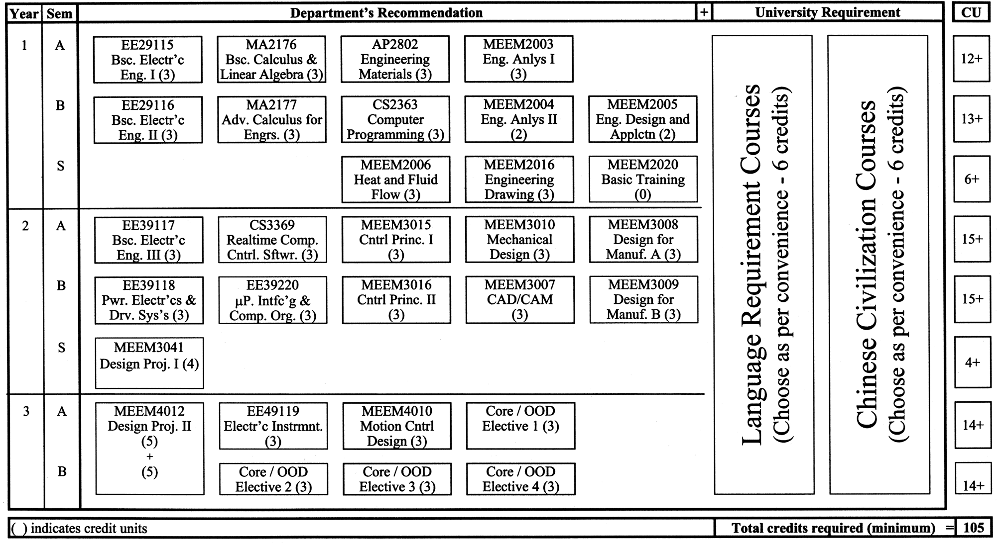 Year Sem Department's Recommendation + University Requirement CU
1 A
EE29115
Bsc. Electr'c
Eng. I (3)
MA2176
Bsc. Calculus &
Linear Algebra (3)
AP2802
Engineering
Materials (3)
MEEM2003
Eng. Anlys I
(3)
12+
B
EE29116
Bsc. Electr'c
Eng. II (3)
MA2177
Adv. Calculus for
Engrs. (3)
CS2363
Computer
Programming (3)
MEEM2004
Eng. Anlys II
(2)
MEEM2005
Eng. Design and
Applctn (2)
13+
S
MEEM2006
Heat and Fluid
Flow (3)
MEEM2016
Engineering
Drawing (3)
MEEM2020
Basic Training
(0)
6+
2 A
EE39117
Bsc. Electr'c
Eng. III (3)
CS3369
Realtime Comp.
Cntrl. Sftwr. (3)
MEEM3015
Cntrl Princ. I
(3)
MEEM3010
Mechanical
Design (3)
MEEM3008
Design for
Manuf. A (3)
15+
B
EE39118
Pwr. Electr'cs &
Drv. Sys's (3)
EE39220
µP. Intfc'g &
Comp. Org. (3)
MEEM3016
Cntrl Princ. II
(3)
MEEM3007
CAD/CAM
(3)
MEEM3009
Design for
Manuf. B (3)
15+
S
MEEM3041
Design Proj. I (4)
4+
3 A
MEEM4012
Design Proj. II
(5)
+
(5)
EE49119
Electr'c Instrmnt.
(3)
MEEM4010
Motion Cntrl
Design (3)
Core / OOD
Elective 1 (3)
14+
B
Core / OOD
Elective 2 (3)
Core / OOD
Elective 3 (3)
Core / OOD
Elective 4 (3)
14+
Language Requirement Courses
(Choose as per convenience - 6 credits)
Chinese Civilization Courses
(Choose as per convenience - 6 credits)
( ) indicates credit units
Total credits required (minimum) = 105